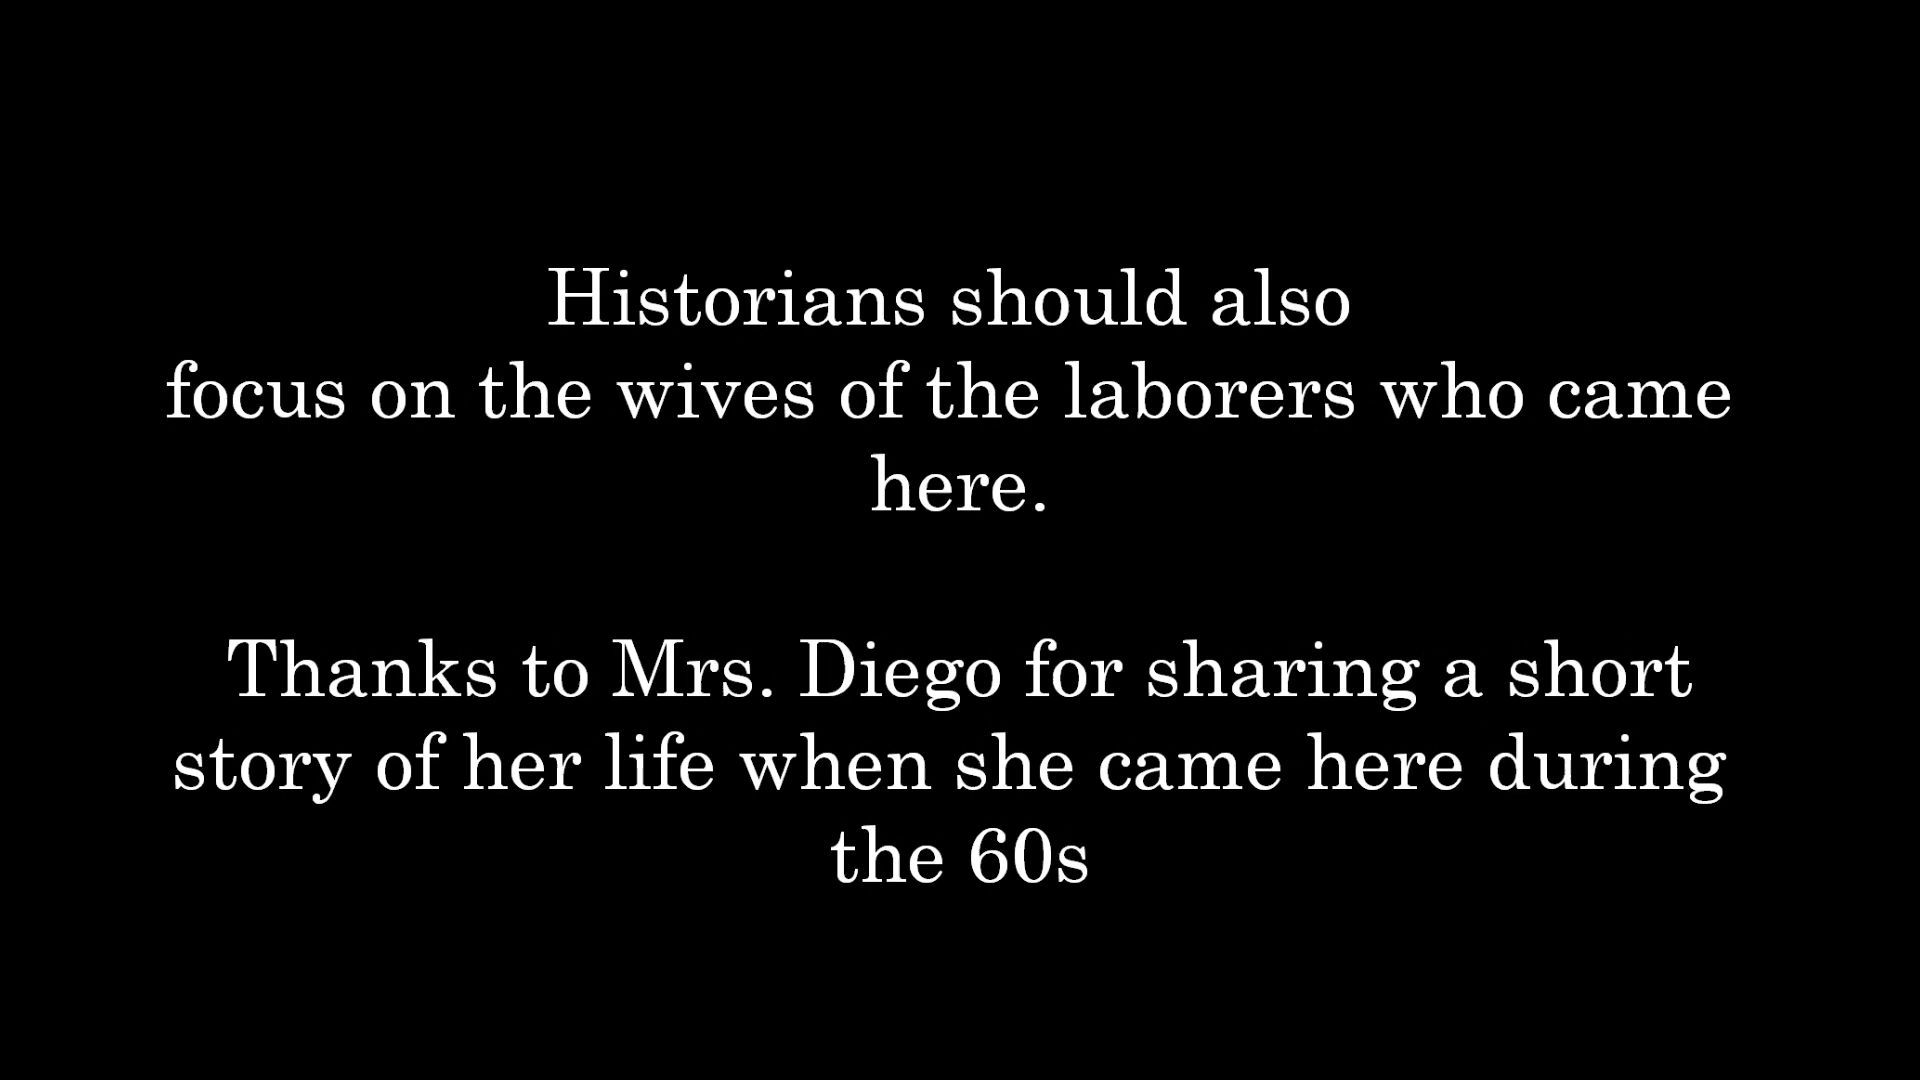 Historians should also
focus on the wives of the laborers who came
here.
Thanks to Mrs. Diego for sharing a short
story of her life when she came here during
the 60s